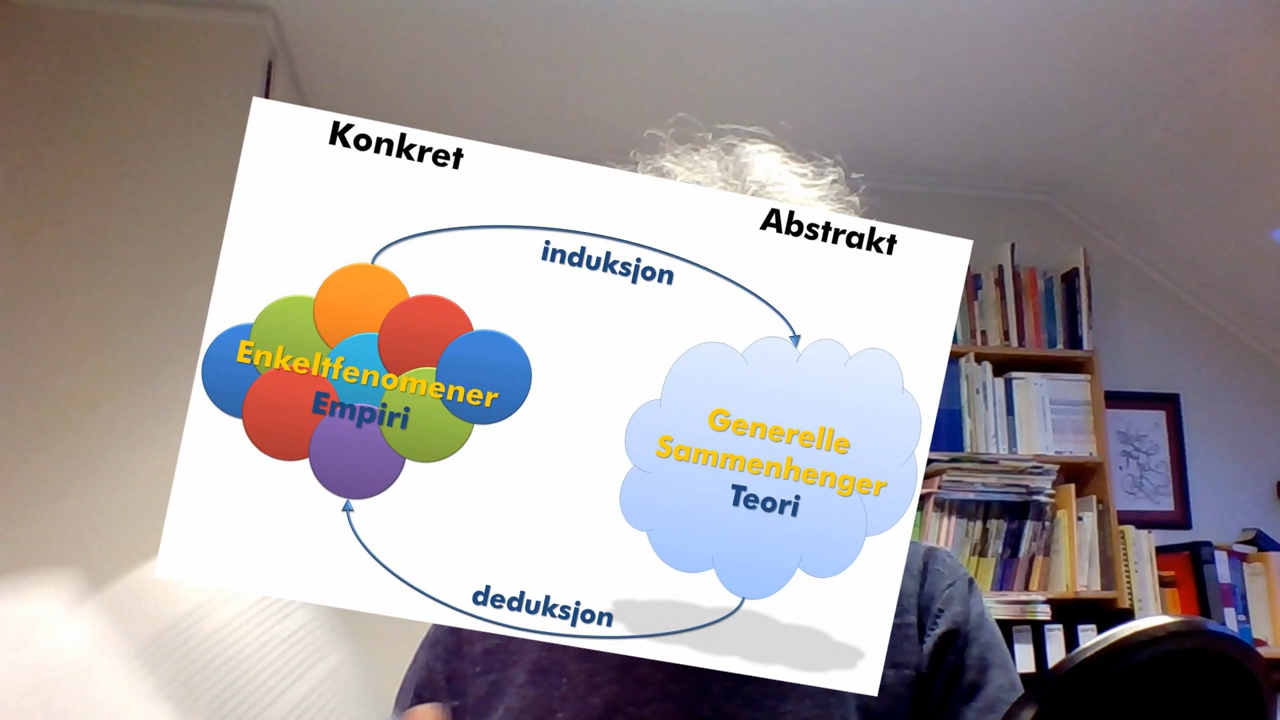 Konkret
Abstrakt
induksjon
Enkeltfenomener
Empiri
Generelle
Sammenhenger
Teori
deduksjon